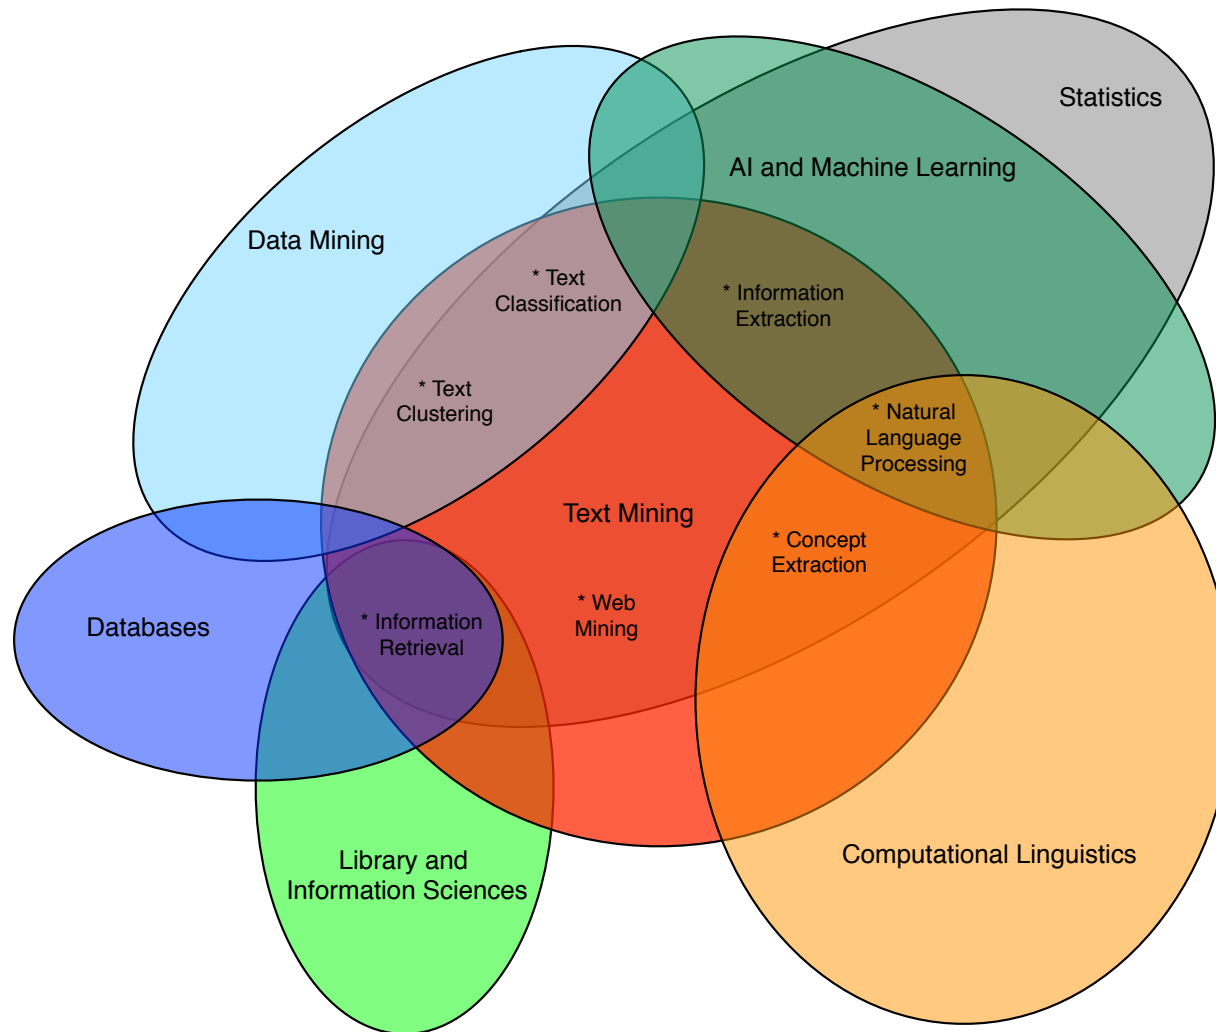 Statistics
AI and Machine Learning
Data Mining
* Text
Classification
* Information
Extraction
* Text
Clustering
* Natural
Language
Processing
Text Mining
* Concept
Extraction
* Web
Mining
Databases
* Information
Retrieval
Library and
Information Sciences
Computational Linguistics